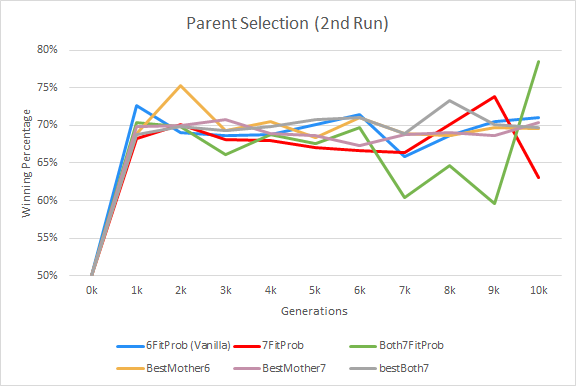 Parent Selection (2nd Run)
80%
75%
70%
65%
60%
55%
50%
Winning Percentage
0k 1k 2k 3k 4k 5k 6k 7k 8k 9k 10k
Generations
6FitProb (Vanilla) 7FitProb Both7FitProb
BestMother6 BestMother7 bestBoth7